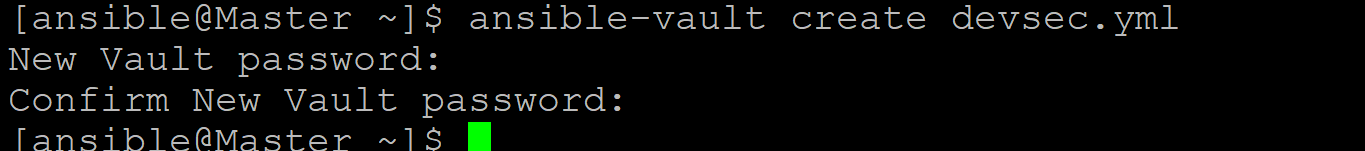 [ansible@Master ~]$ ansible-vault create devsec.yml
New Vault password:
Confirm New Vault password:
[ansible@Master ~]$